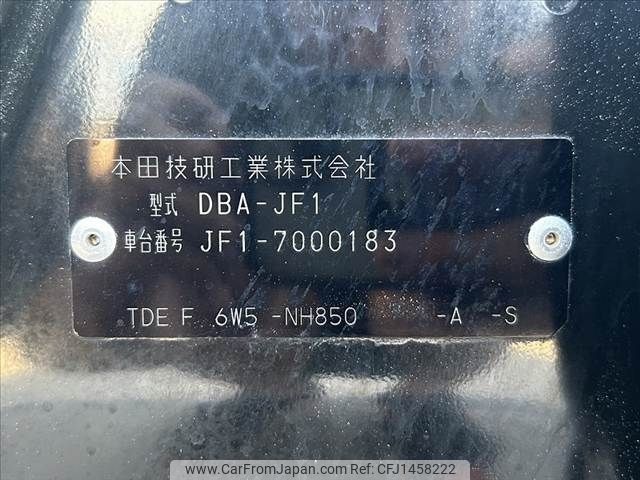 本田技研工業株式会社
型式 DBA-JF1
車台番号 JF1-7000183
TDE F 6W5 -NH850 -A -S
www.CarFromJapan.com REFNO: CFJ1458222